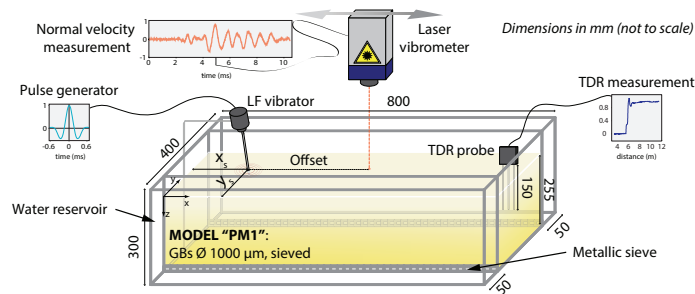 Normal velocity
measurement
1
0
-1
0
2
4
6
8
10
time (ms)
Laser
vibrometer
Dimensions in mm (not to scale)
Pulse generator
1
0
-0.6
0
0.6
time (ms)
LF vibrator
800
400
TDR measurement
0.8
0.4
0.0
4 6 8 10 12
distance (m)
TDR probe
Offset
xs
ys
y
x
z
150
255
50
Water reservoir
300
MODEL “PM1”:
GBs Ø 1000 µm, sieved
Metallic sieve
50